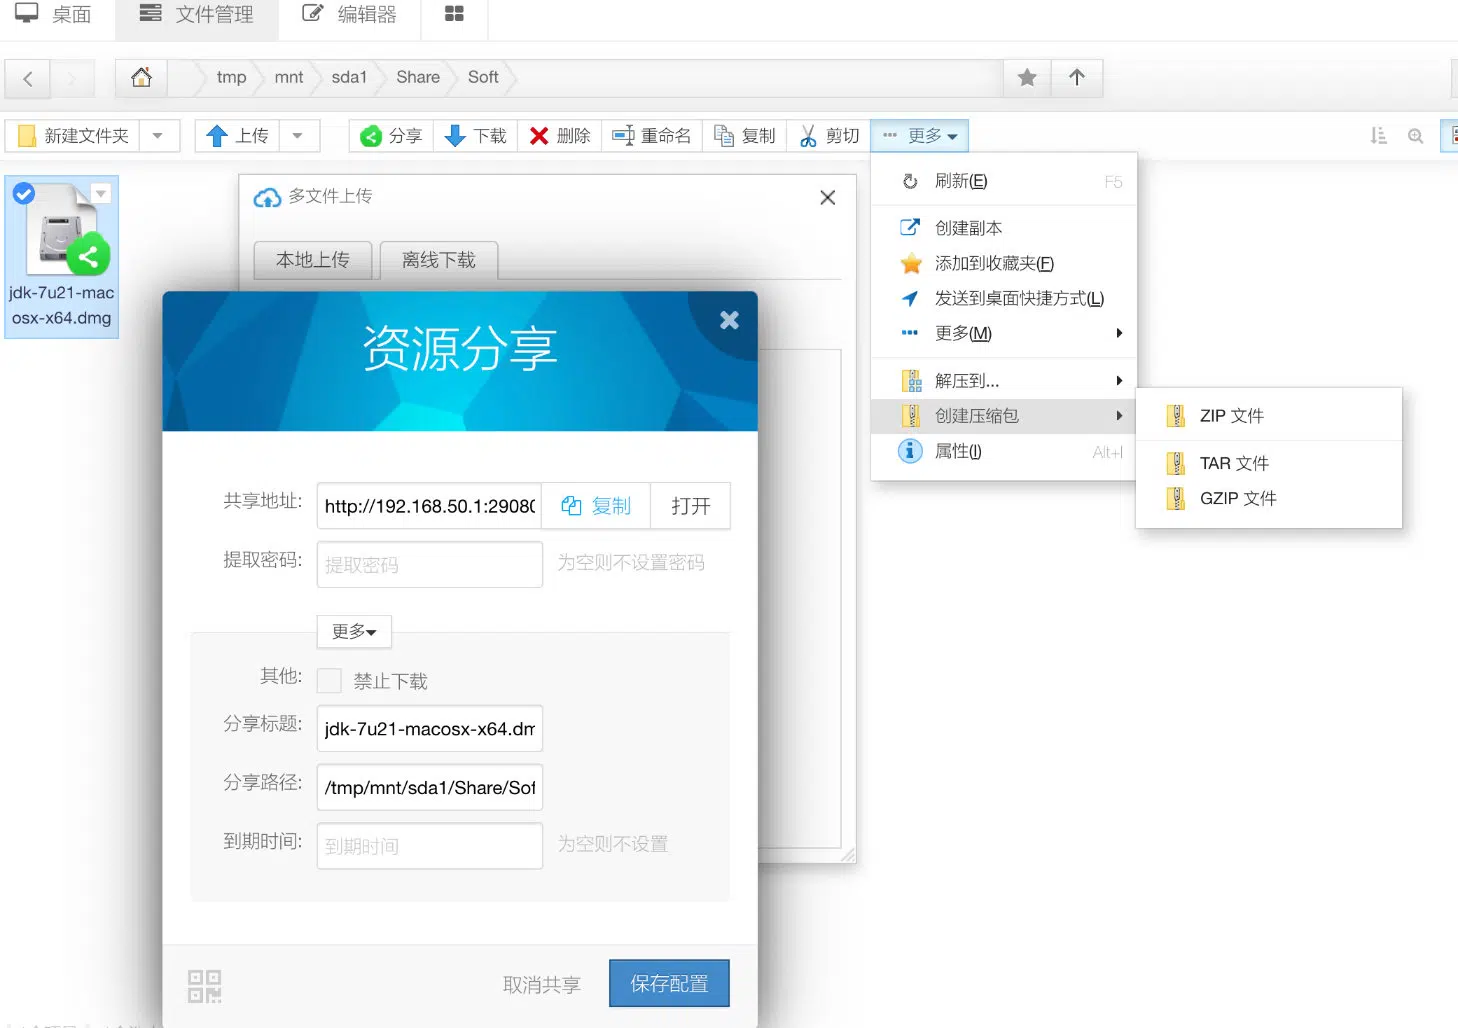 桌面
文件管理
编辑器
tmp
mnt
sda1
Share
Soft
新建文件夹
上传
分享
下载
删除
重命名
复制
剪切
更多
jdk-7u21-mac
osx-x64.dmg
多文件上传
本地上传
离线下载
刷新(E) F5
创建副本
添加到收藏夹(F)
发送到桌面快捷方式(L)
更多(M)
解压到...
创建压缩包
属性(I) Alt+I
ZIP 文件
TAR 文件
GZIP 文件
资源分享
共享地址: http://192.168.50.1:29080 复制 打开
提取密码: 提取密码 为空则不设置密码
更多
其他: 禁止下载
分享标题: jdk-7u21-macosx-x64.dm
分享路径: /tmp/mnt/sda1/Share/Sof
到期时间: 到期时间 为空则不设置
取消共享
保存配置